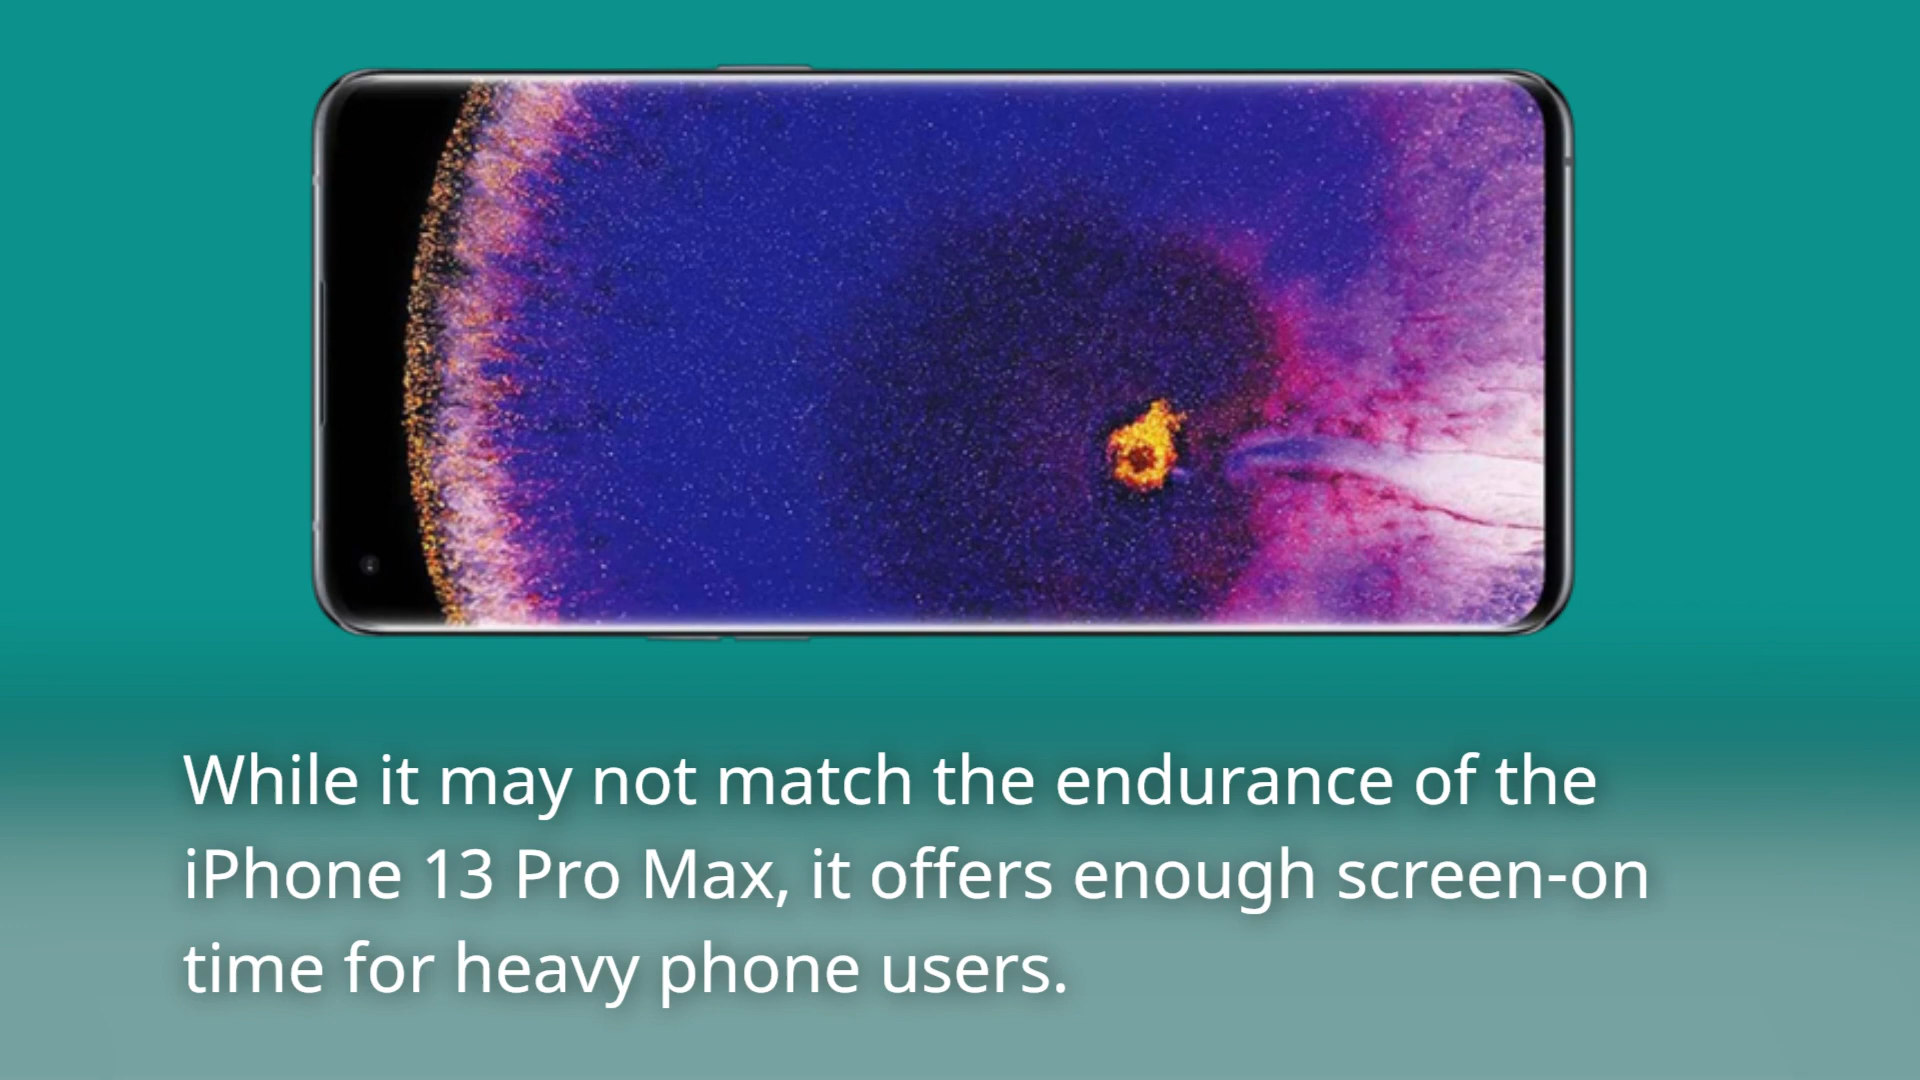 While it may not match the endurance of the
iPhone 13 Pro Max, it offers enough screen-on
time for heavy phone users.